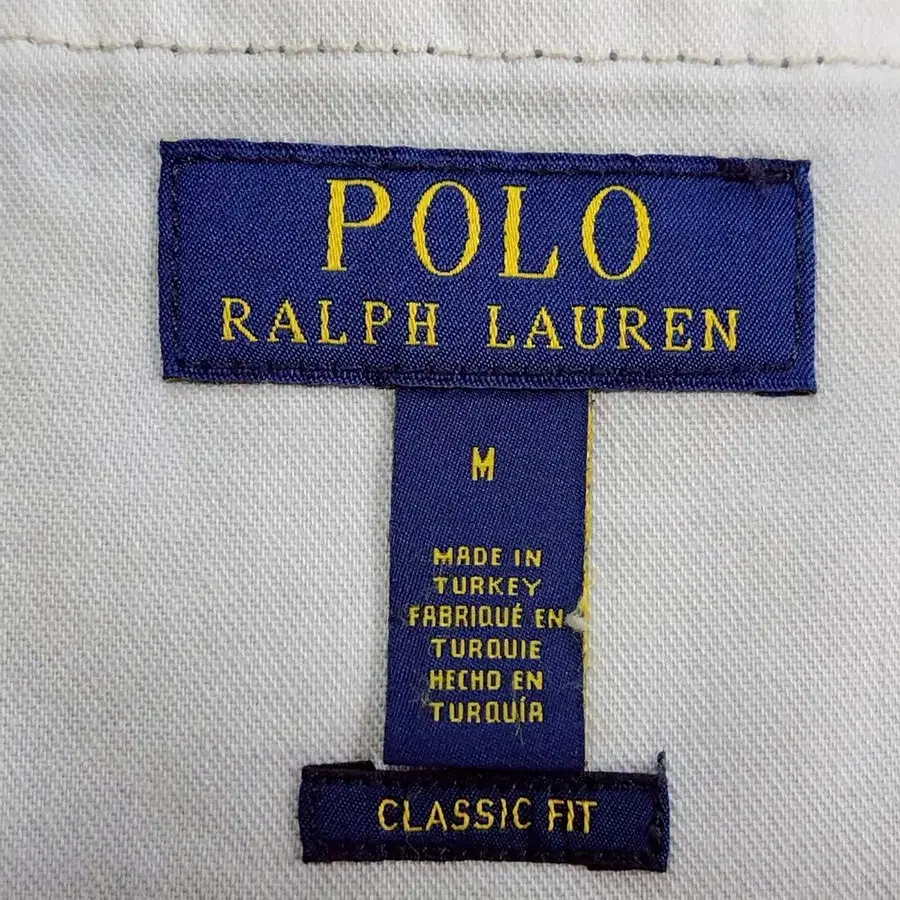 POLO
RALPH LAUREN
M
MADE IN
TURKEY
FABRIQUÉ EN
TURQUIE
HECHO EN
TURQUÍA
CLASSIC FIT